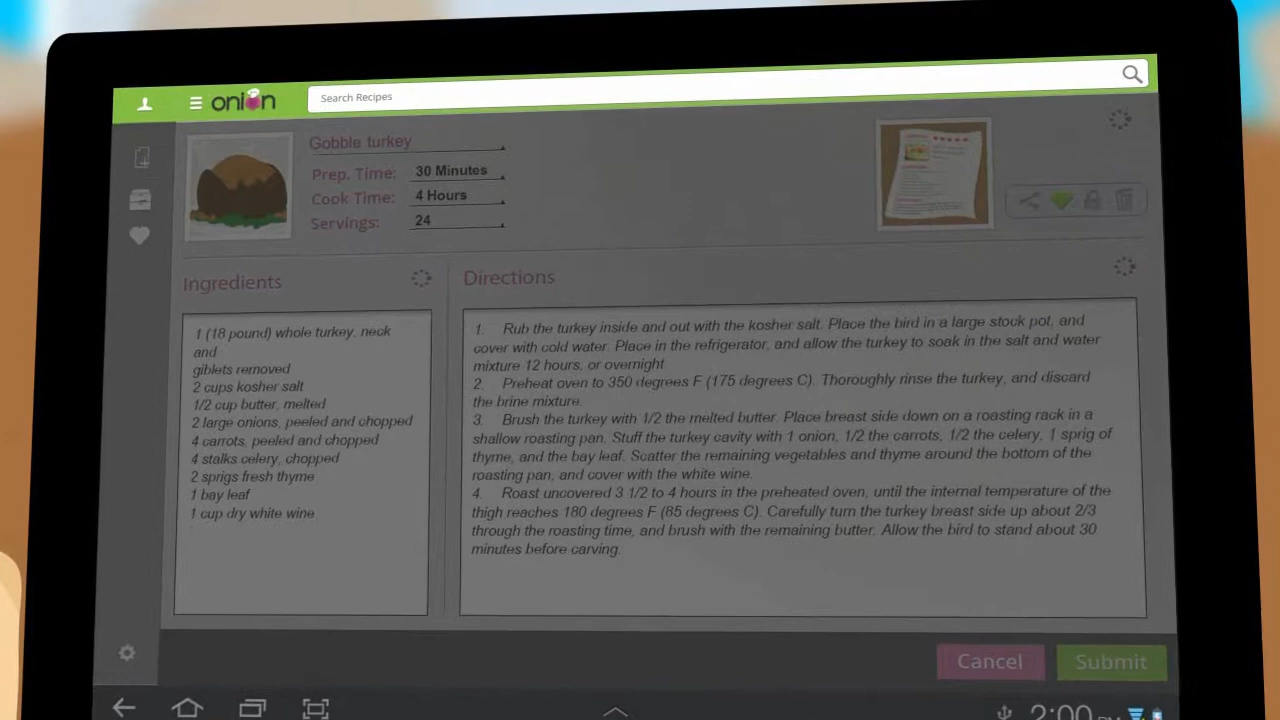 onion
Search Recipes
Gobble turkey
Prep. Time: 30 Minutes
Cook Time: 4 Hours
Servings: 24
Ingredients
1 (18 pound) whole turkey. neck
and
giblets removed
2 cups kosher salt
1/2 cup butter, melted
2 large onions, peeled and chopped
4 carrots, peeled and chopped
4 stalks celery, chopped
2 sprigs fresh thyme
1 bay leaf
1 cup dry white wine
Directions
1. Rub the turkey inside and out with the kosher salt. Place the bird in a large stock pot, and
cover with cold water. Place in the refrigerator, and allow the turkey to soak in the salt and water
mixture 12 hours, or overnight
2. Preheat oven to 350 degrees F (175 degrees C). Thoroughly rinse the turkey, and discard
the brine mixture.
3. Brush the turkey with 1/2 the melted butter. Place breast side down on a roasting rack in a
shallow roasting pan. Stuff the turkey cavity with 1 onion, 1/2 the carrots, 1/2 the celery, 1 sprig of
thyme, and the bay leaf. Scatter the remaining vegetables and thyme around the bottom of the
roasting pan, and cover with the white wine.
4. Roast uncovered 3 1/2 to 4 hours in the preheated oven, until the internal temperature of the
thigh reaches 180 degrees F (85 degrees C). Carefully turn the turkey breast side up about 2/3
through the roasting time, and brush with the remaining butter. Allow the bird to stand about 30
minutes before carving.
Cancel
Submit
2:00 PM